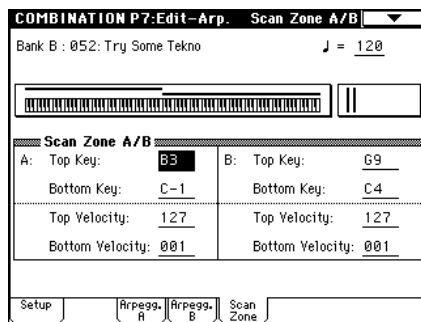 COMBINATION P7:Edit-Arp. Scan Zone A/B
Bank B : 052: Try Some Tekno ♩ = 120
Scan Zone A/B
A: Top Key: B3 B: Top Key: G9
Bottom Key: C-1 Bottom Key: C4
Top Velocity: 127 Top Velocity: 127
Bottom Velocity: 001 Bottom Velocity: 001
Setup Arpegg. A Arpegg. B Scan Zone